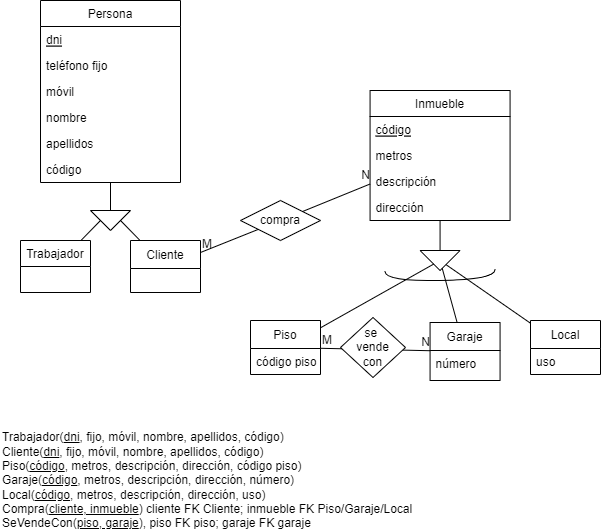 Persona
dni
teléfono fijo
móvil
nombre
apellidos
código
Inmueble
código
metros
descripción
dirección
N
compra
M
Trabajador
Cliente
Piso
código piso
M
se
vende
con
N
Garaje
número
Local
uso
Trabajador(dni, fijo, móvil, nombre, apellidos, código)
Cliente(dni, fijo, móvil, nombre, apellidos, código)
Piso(código, metros, descripción, dirección, código piso)
Garaje(código, metros, descripción, dirección, número)
Local(código, metros, descripción, dirección, uso)
Compra(cliente, inmueble) cliente FK Cliente; inmueble FK Piso/Garaje/Local
SeVendeCon(piso, garaje), piso FK piso; garaje FK garaje